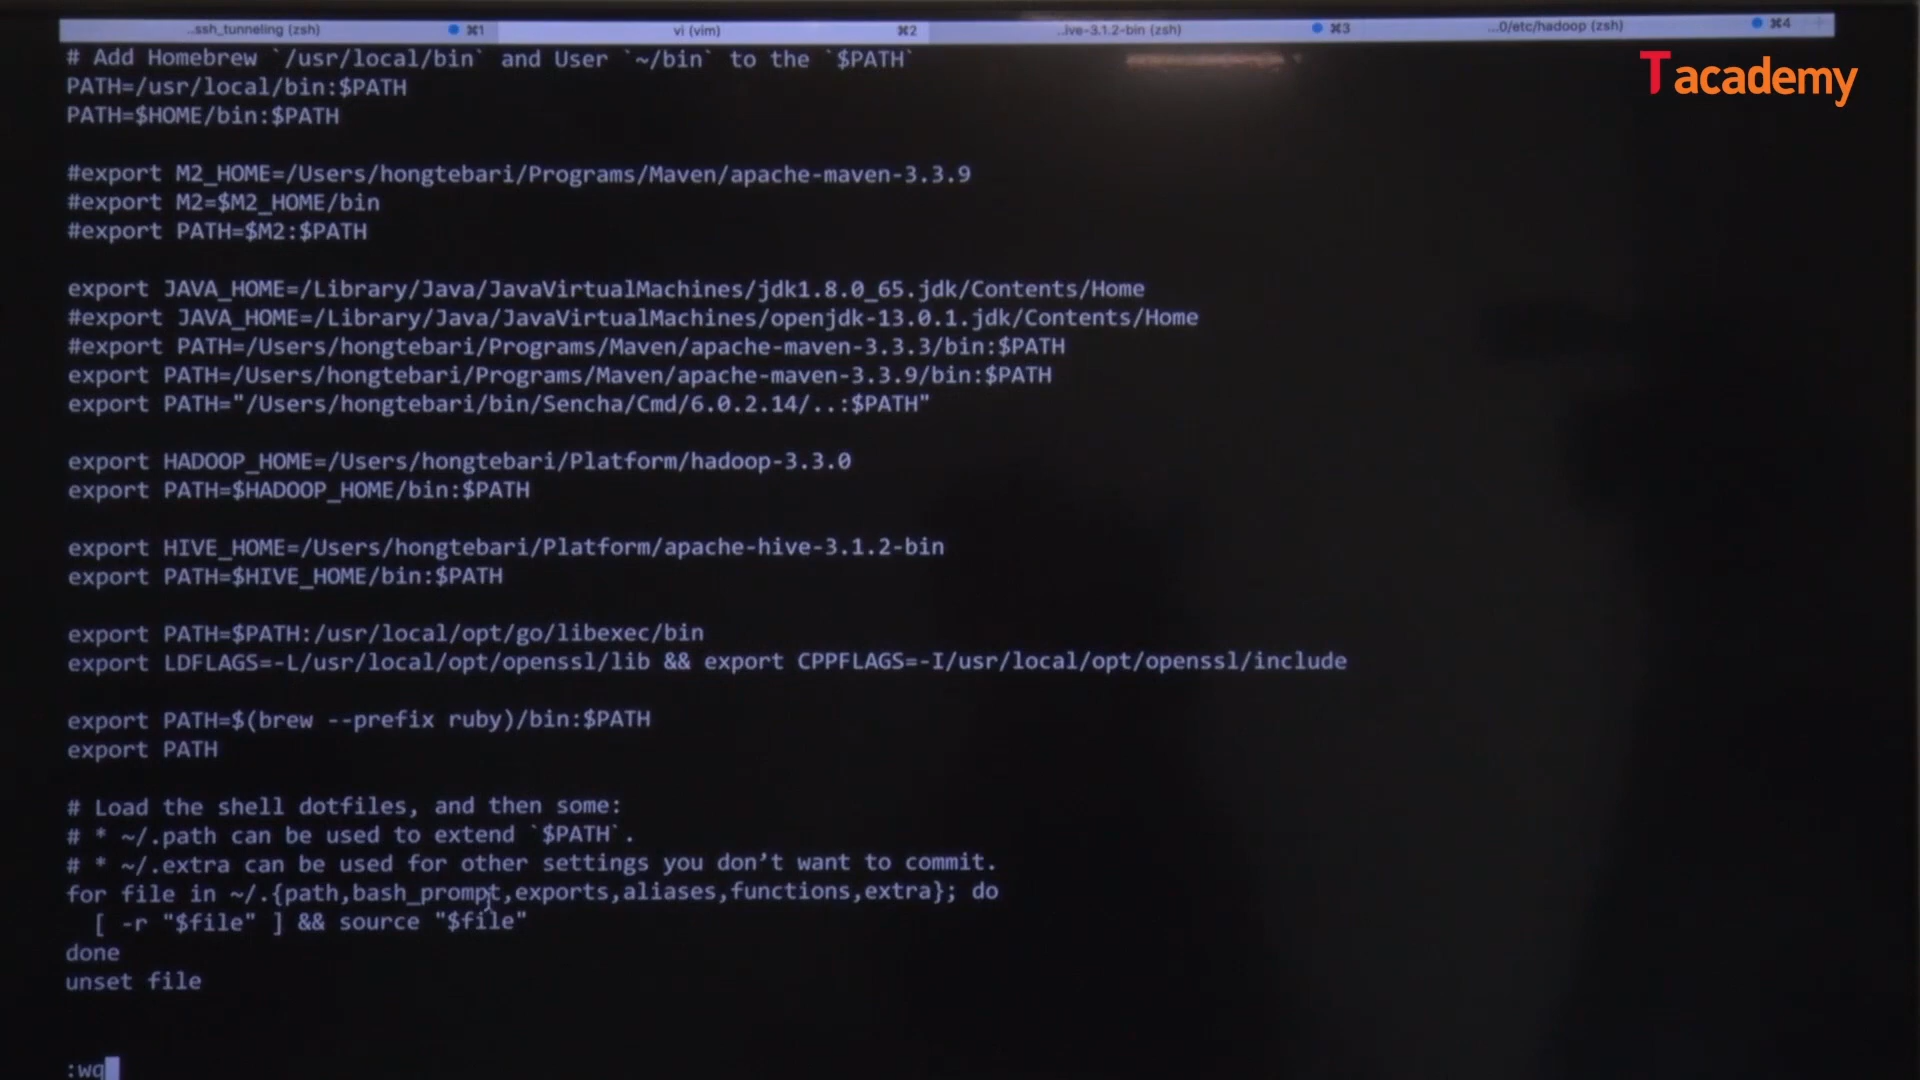 ...ssh_tunneling (zsh) ⌘1 vi (vim) ⌘2 ...ive-3.1.2-bin (zsh) ⌘3 ...0/etc/hadoop (zsh) ⌘4
Tacademy
# Add Homebrew `/usr/local/bin` and User `~/bin` to the `$PATH`
PATH=/usr/local/bin:$PATH
PATH=$HOME/bin:$PATH
#export M2_HOME=/Users/hongtebari/Programs/Maven/apache-maven-3.3.9
#export M2=$M2_HOME/bin
#export PATH=$M2:$PATH
export JAVA_HOME=/Library/Java/JavaVirtualMachines/jdk1.8.0_65.jdk/Contents/Home
#export JAVA_HOME=/Library/Java/JavaVirtualMachines/openjdk-13.0.1.jdk/Contents/Home
#export PATH=/Users/hongtebari/Programs/Maven/apache-maven-3.3.3/bin:$PATH
export PATH=/Users/hongtebari/Programs/Maven/apache-maven-3.3.9/bin:$PATH
export PATH="/Users/hongtebari/bin/Sencha/Cmd/6.0.2.14/..:$PATH"
export HADOOP_HOME=/Users/hongtebari/Platform/hadoop-3.3.0
export PATH=$HADOOP_HOME/bin:$PATH
export HIVE_HOME=/Users/hongtebari/Platform/apache-hive-3.1.2-bin
export PATH=$HIVE_HOME/bin:$PATH
export PATH=$PATH:/usr/local/opt/go/libexec/bin
export LDFLAGS=-L/usr/local/opt/openssl/lib && export CPPFLAGS=-I/usr/local/opt/openssl/include
export PATH=$(brew --prefix ruby)/bin:$PATH
export PATH
# Load the shell dotfiles, and then some:
# * ~/.path can be used to extend `$PATH`.
# * ~/.extra can be used for other settings you don't want to commit.
for file in ~/.{path,bash_prompt,exports,aliases,functions,extra}; do
[ -r "$file" ] && source "$file"
done
unset file
:wq